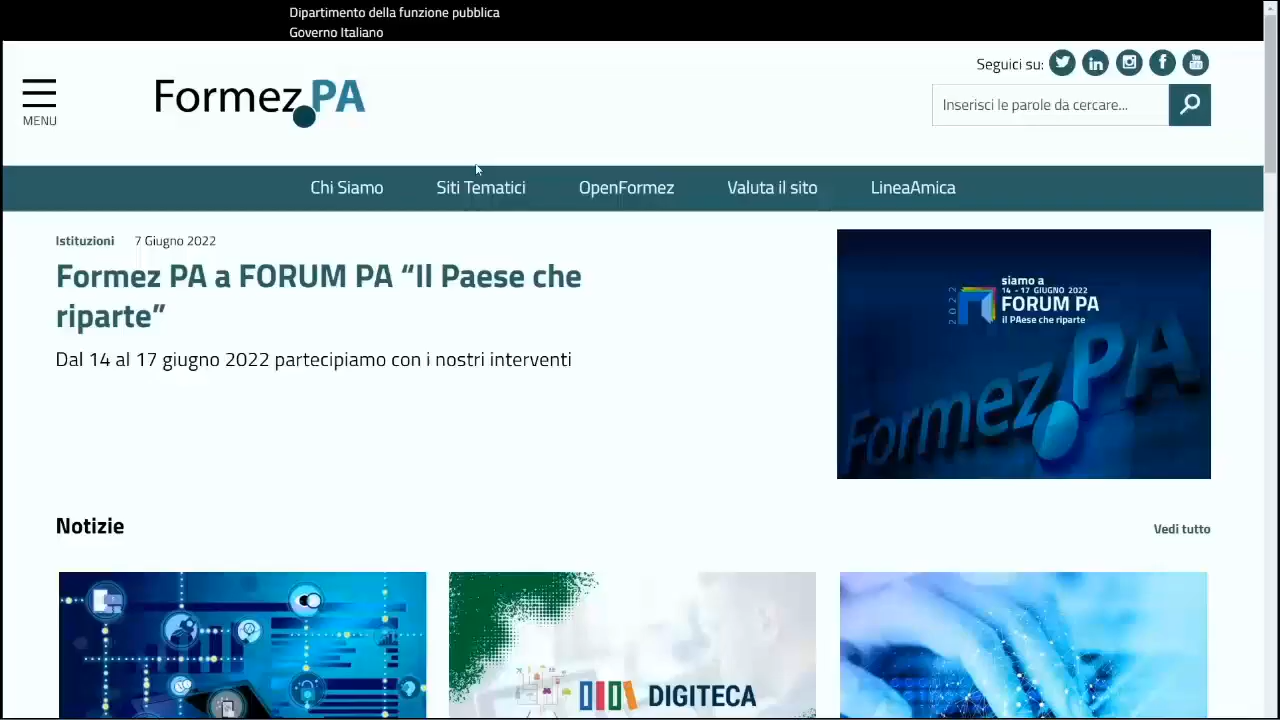 Dipartimento della funzione pubblica
Governo Italiano
MENU
Formez PA
Seguici su:
Inserisci le parole da cercare...
Chi Siamo
Siti Tematici
OpenFormez
Valuta il sito
LineaAmica
Istituzioni 7 Giugno 2022
Formez PA a FORUM PA “Il Paese che
riparte”
Dal 14 al 17 giugno 2022 partecipiamo con i nostri interventi
2022
siamo a
14 - 17 GIUGNO 2022
FORUM PA
il PAese che riparte
Formez PA
Notizie
Vedi tutto
DIGITECA